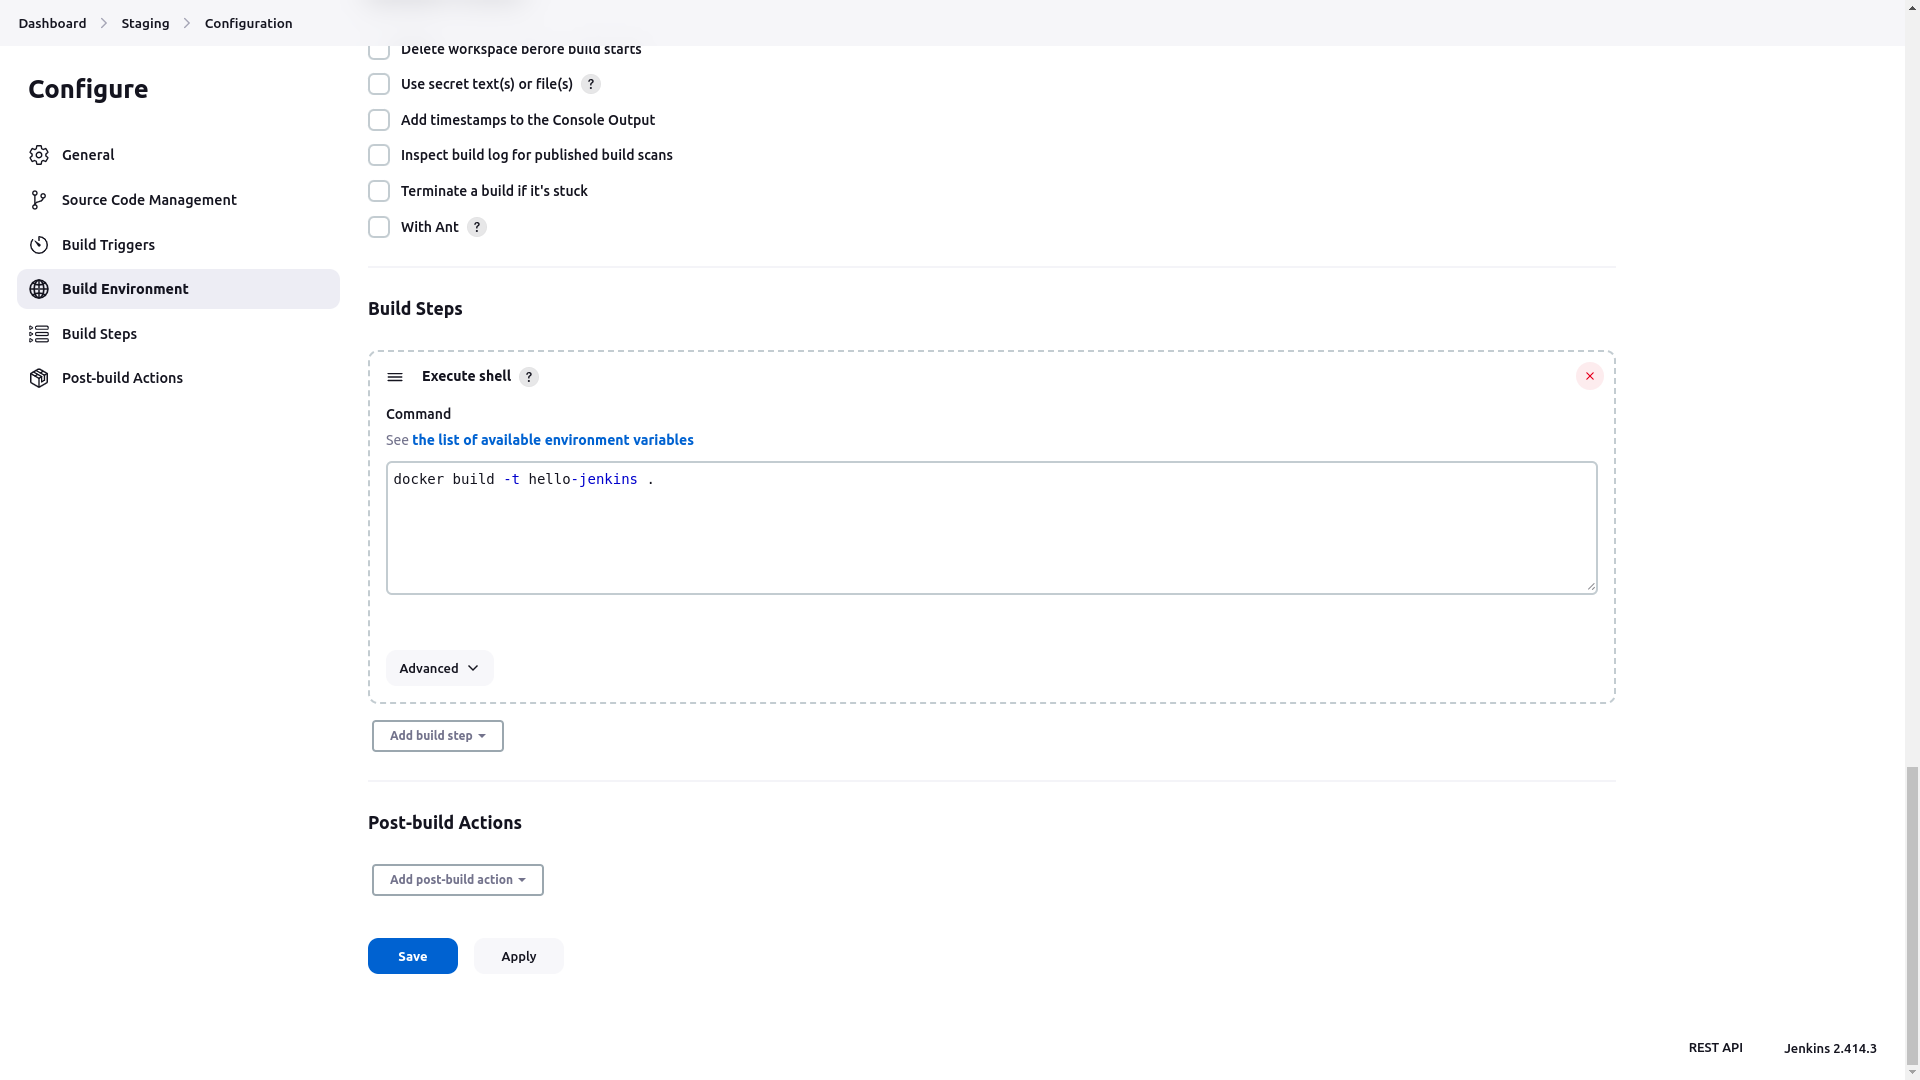 Dashboard
Staging
Configuration
Configure
General
Source Code Management
Build Triggers
Build Environment
Build Steps
Post-build Actions
Delete workspace before build starts
Use secret text(s) or file(s) ?
Add timestamps to the Console Output
Inspect build log for published build scans
Terminate a build if it's stuck
With Ant ?
Build Steps
Execute shell ?
Command
See the list of available environment variables
docker build -t hello-jenkins .
Advanced
Add build step
Post-build Actions
Add post-build action
Save
Apply
REST API
Jenkins 2.414.3